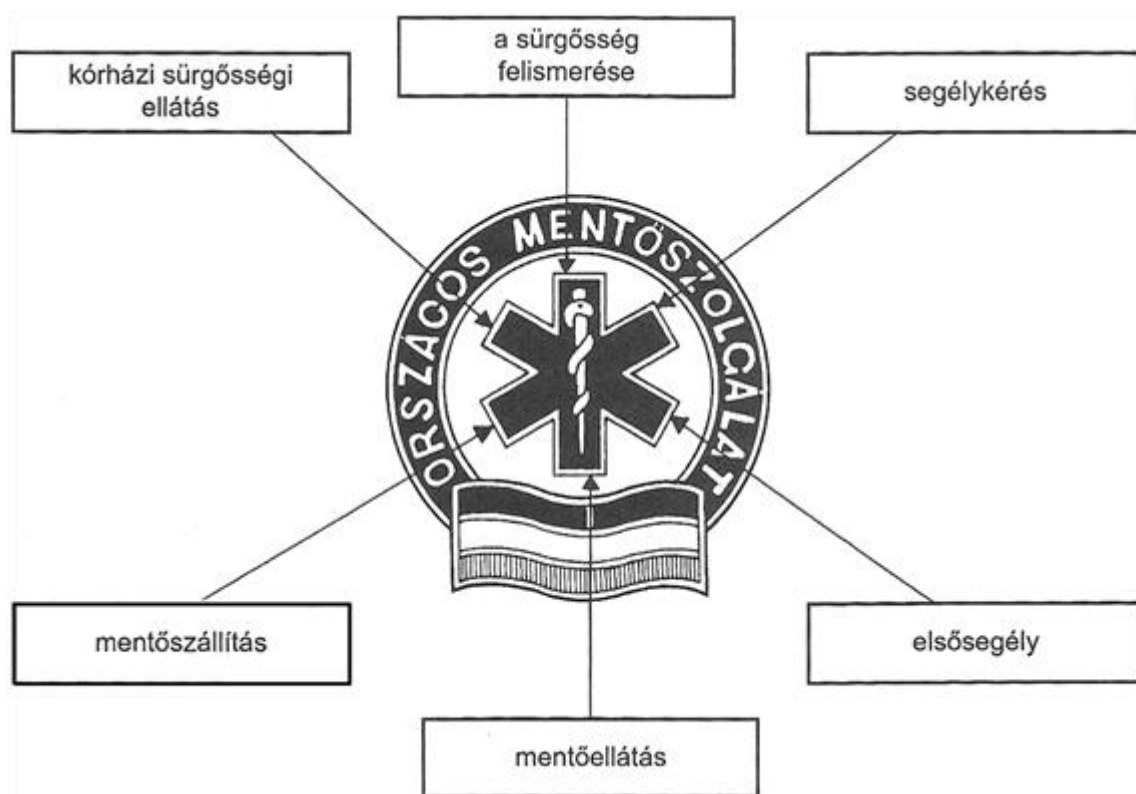 a sürgősség
felismerése
kórházi sürgősségi
ellátás
segélykérés
ORSZÁGOS MENTŐSZOLGÁLAT
mentőszállítás
elsősegély
mentőellátás